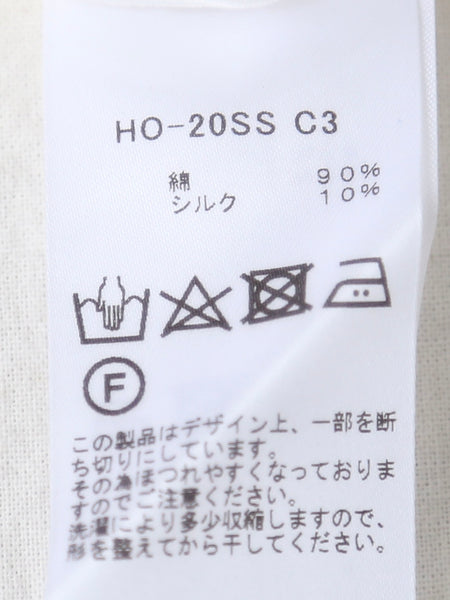 HO-20SS C3
綿 90%
シルク 10%
F
この製品はデザイン上、一部を断
ち切りにしています。
その為ほつれやすくなっておりま
すのでご注意ください。
洗濯により多少収縮しますので、
形を整えてから干してください。